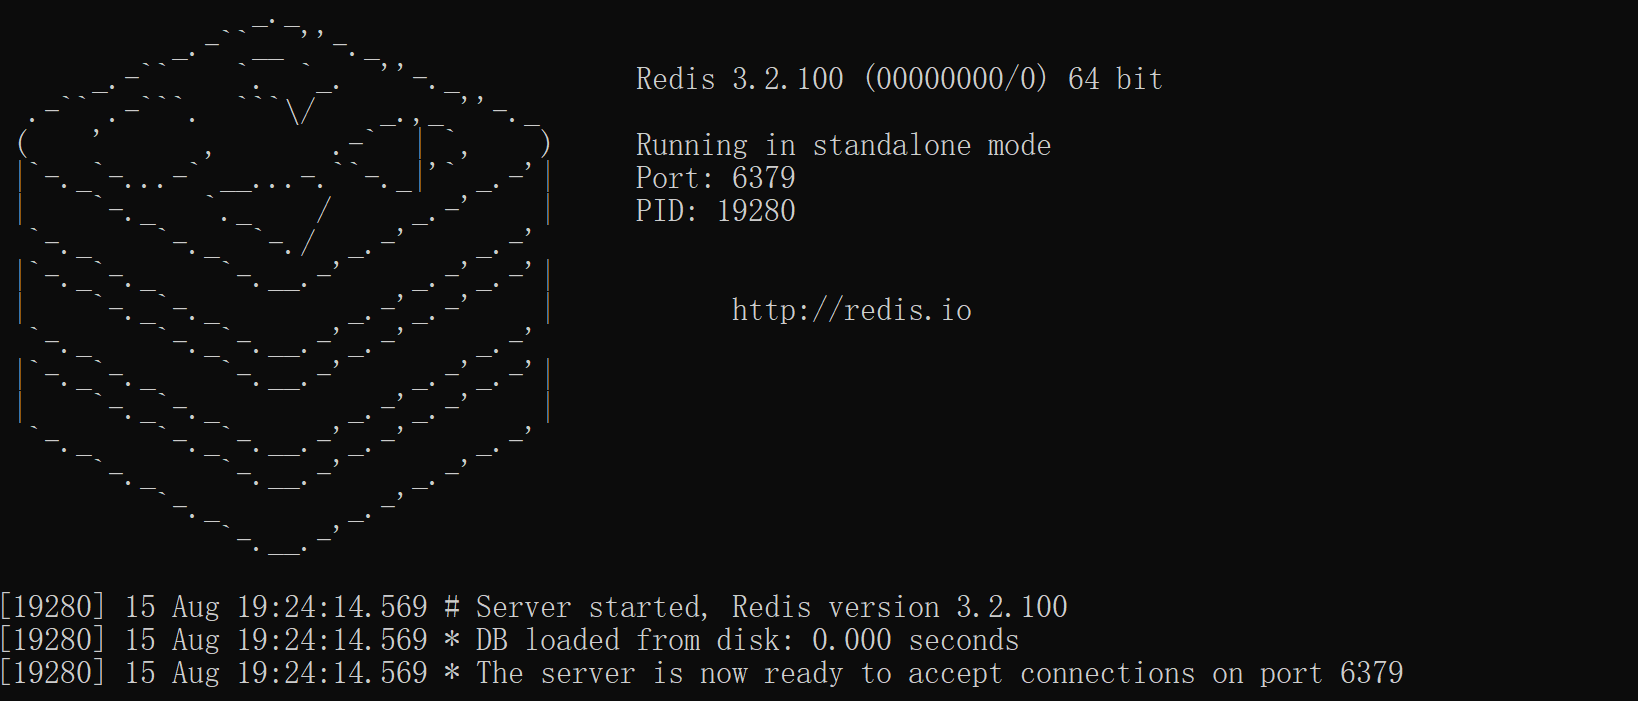 Redis 3.2.100 (00000000/0) 64 bit
Running in standalone mode
Port: 6379
PID: 19280
http://redis.io
[19280] 15 Aug 19:24:14.569 # Server started, Redis version 3.2.100
[19280] 15 Aug 19:24:14.569 * DB loaded from disk: 0.000 seconds
[19280] 15 Aug 19:24:14.569 * The server is now ready to accept connections on port 6379